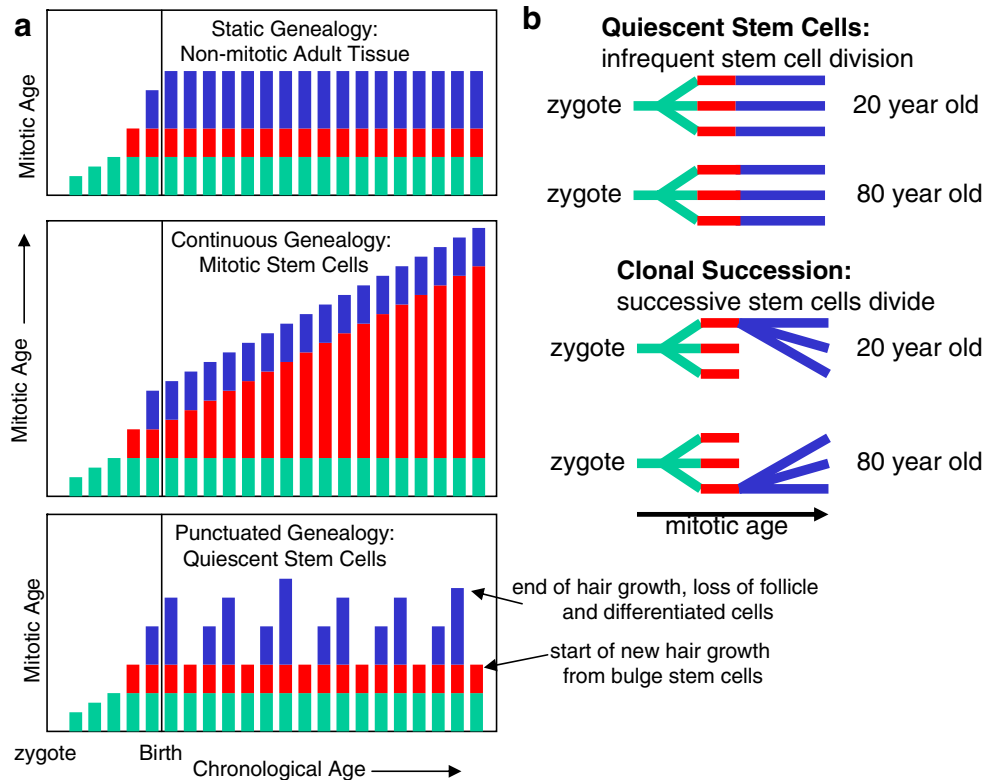 a
Static Genealogy:
Non-mitotic Adult Tissue
Mitotic Age
Continuous Genealogy:
Mitotic Stem Cells
Mitotic Age
Punctuated Genealogy:
Quiescent Stem Cells
Mitotic Age
end of hair growth, loss of follicle
and differentiated cells
start of new hair growth
from bulge stem cells
zygote
Birth
Chronological Age
b
Quiescent Stem Cells:
infrequent stem cell division
zygote
20 year old
zygote
80 year old
Clonal Succession:
successive stem cells divide
zygote
20 year old
zygote
80 year old
mitotic age